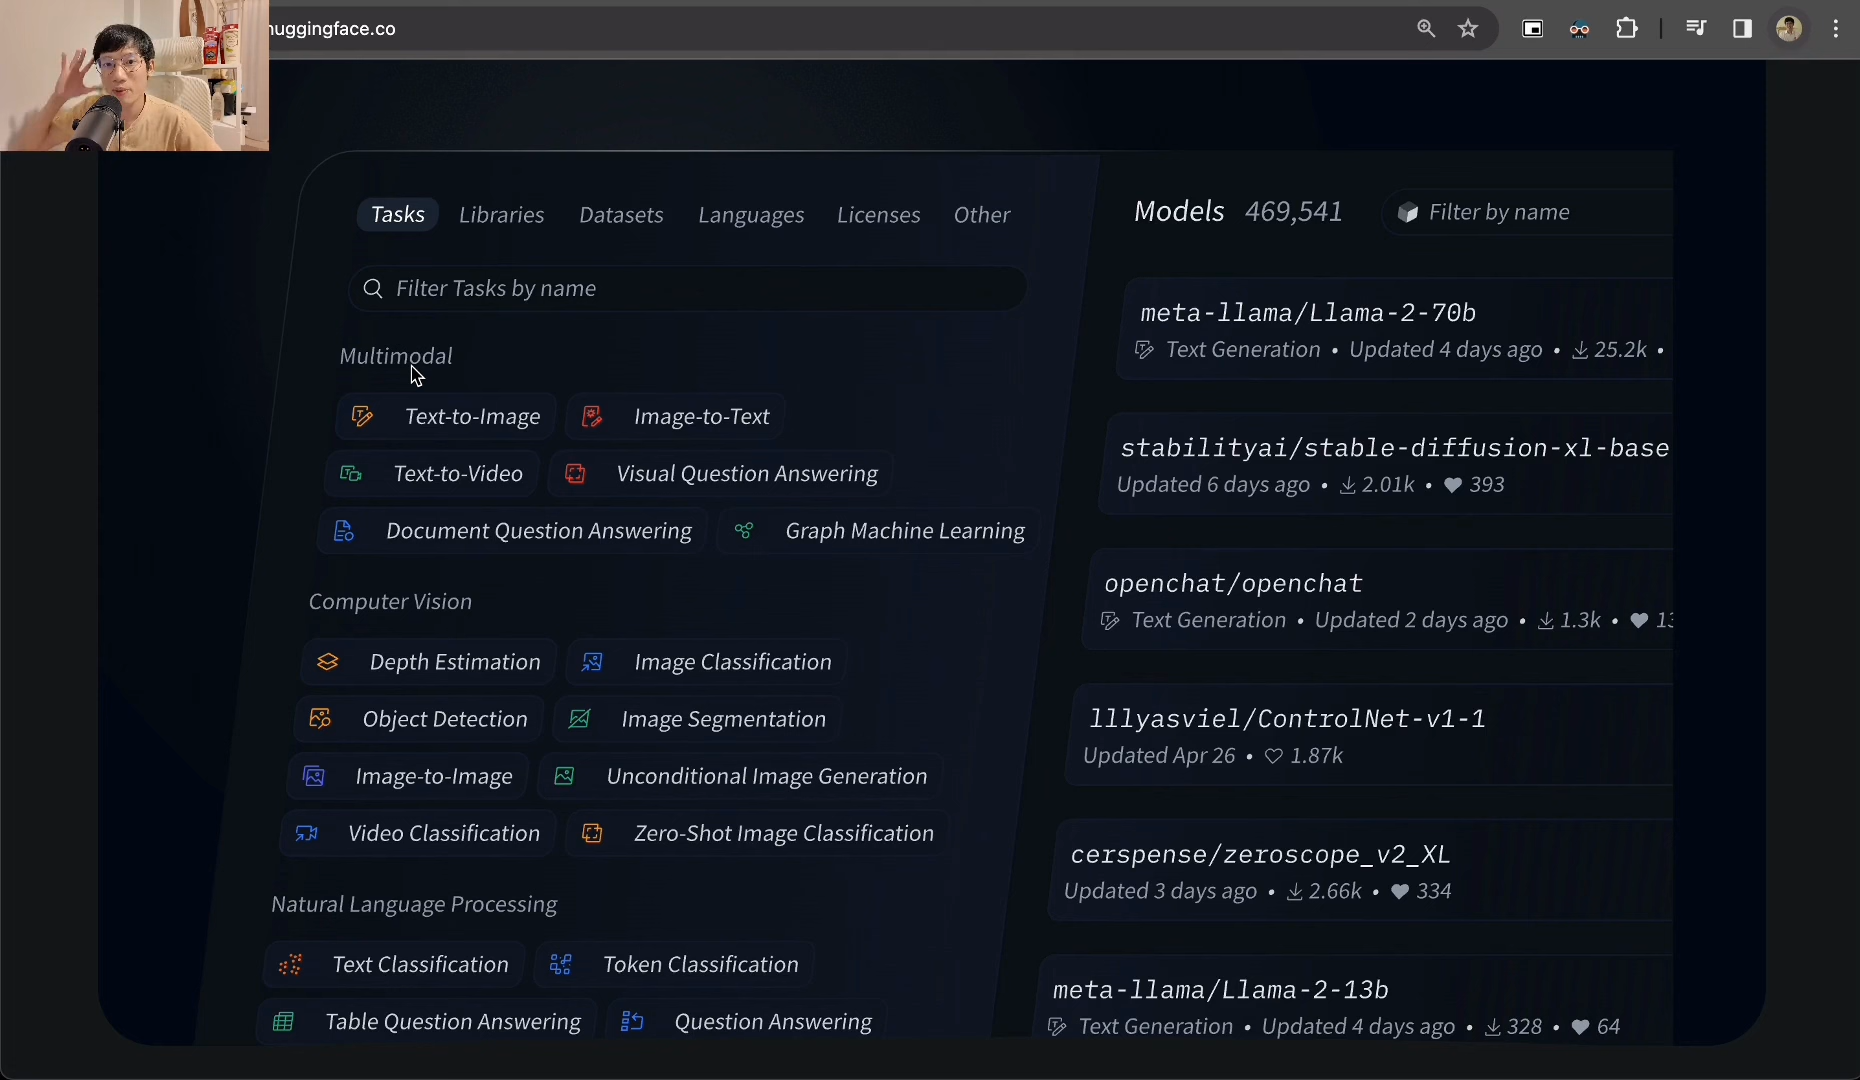 huggingface.co
Tasks Libraries Datasets Languages Licenses Other
Filter Tasks by name
Multimodal
Text-to-Image Image-to-Text
Text-to-Video Visual Question Answering
Document Question Answering Graph Machine Learning
Computer Vision
Depth Estimation Image Classification
Object Detection Image Segmentation
Image-to-Image Unconditional Image Generation
Video Classification Zero-Shot Image Classification
Natural Language Processing
Text Classification Token Classification
Table Question Answering Question Answering
Models 469,541 Filter by name
meta-llama/Llama-2-70b
Text Generation • Updated 4 days ago • 25.2k •
stabilityai/stable-diffusion-xl-base
Updated 6 days ago • 2.01k • 393
openchat/openchat
Text Generation • Updated 2 days ago • 1.3k • 13
lllyasviel/ControlNet-v1-1
Updated Apr 26 • 1.87k
cerspense/zeroscope_v2_XL
Updated 3 days ago • 2.66k • 334
meta-llama/Llama-2-13b
Text Generation • Updated 4 days ago • 328 • 64